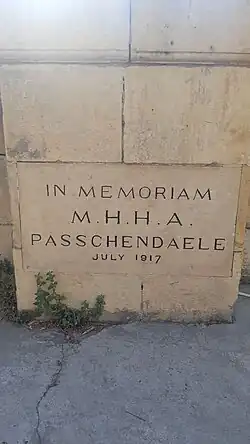 IN MEMORIAM
M.H.H.A.
PASSCHENDAELE
JULY 1917